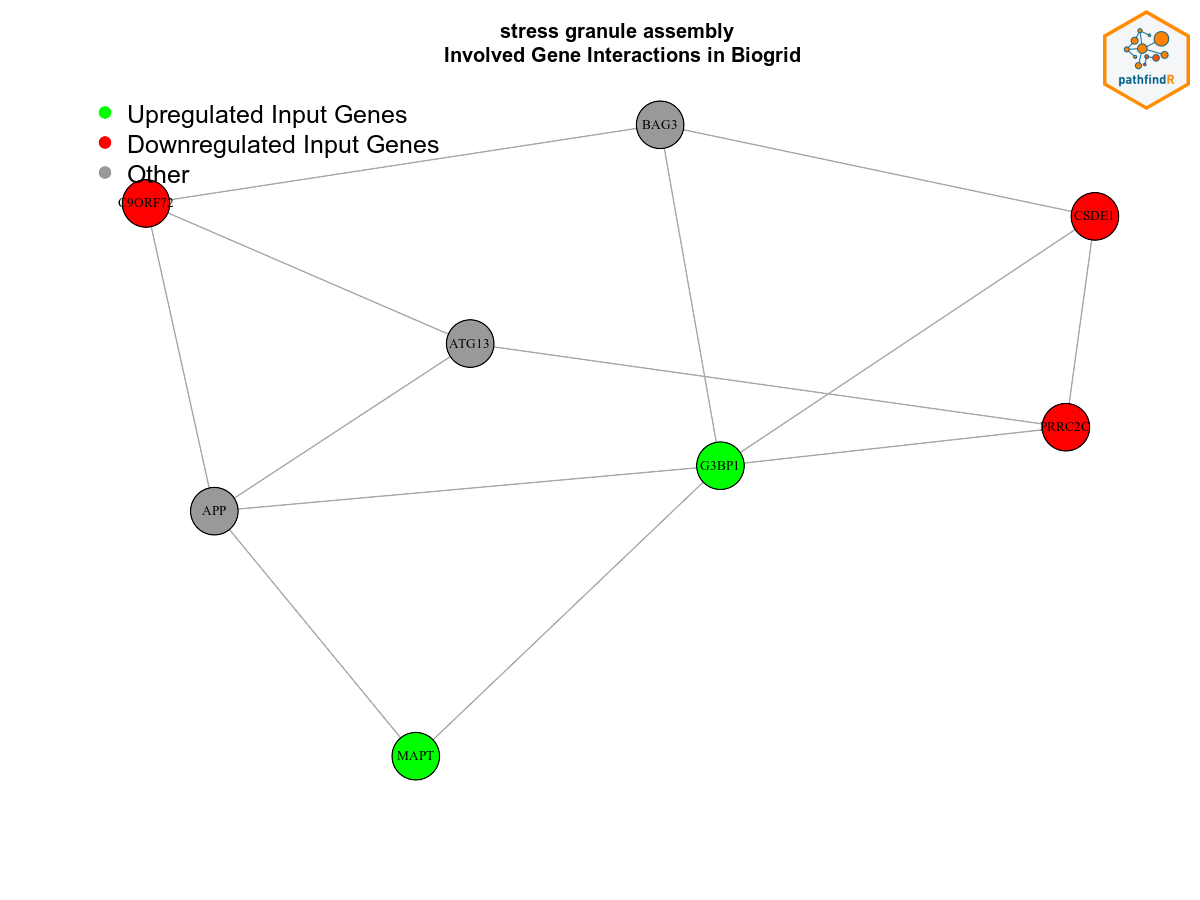 stress granule assembly
Involved Gene Interactions in Biogrid
pathfindR
Upregulated Input Genes
Downregulated Input Genes
Other
BAG3
C9ORF72
CSDE1
ATG13
PRRC2C
G3BP1
APP
MAPT